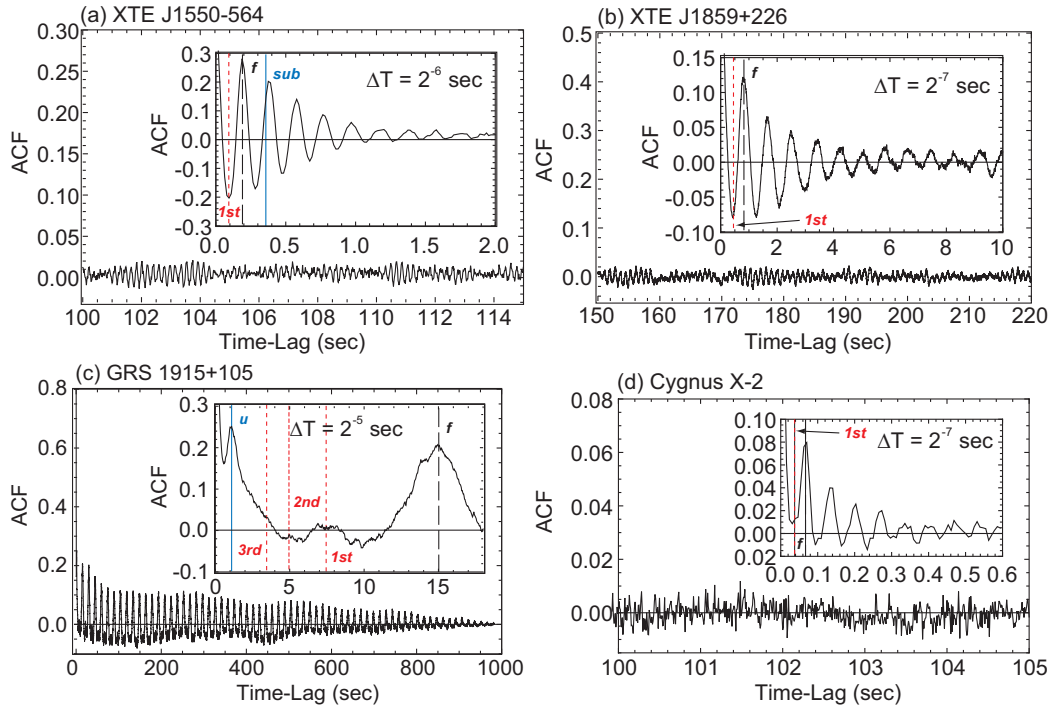 (a) XTE J1550-564
0.30
0.25
0.20
0.15
0.10
0.05
0.00
ACF
100 102 104 106 108 110 112 114
Time-Lag (sec)
0.3
0.2
0.1
0.0
-0.1
-0.2
-0.3
ACF
0.0 0.5 1.0 1.5 2.0
f
sub
1st
ΔT = 2^-6 sec
(b) XTE J1859+226
0.5
0.4
0.3
0.2
0.1
0.0
ACF
150 160 170 180 190 200 210 220
Time-Lag (sec)
0.15
0.10
0.05
0.00
-0.05
-0.10
ACF
0 2 4 6 8 10
f
1st
ΔT = 2^-7 sec
(c) GRS 1915+105
0.8
0.6
0.4
0.2
0.0
ACF
0 200 400 600 800 1000
Time-Lag (sec)
0.3
0.2
0.1
0.0
-0.1
ACF
0 5 10 15
u
ΔT = 2^-5 sec
f
2nd
3rd
1st
(d) Cygnus X-2
0.08
0.06
0.04
0.02
0.00
ACF
100 101 102 103 104 105
Time-Lag (sec)
0.10
0.08
0.06
0.04
0.02
0.00
0.02
ACF
0.0 0.1 0.2 0.3 0.4 0.5 0.6
1st
ΔT = 2^-7 sec
f